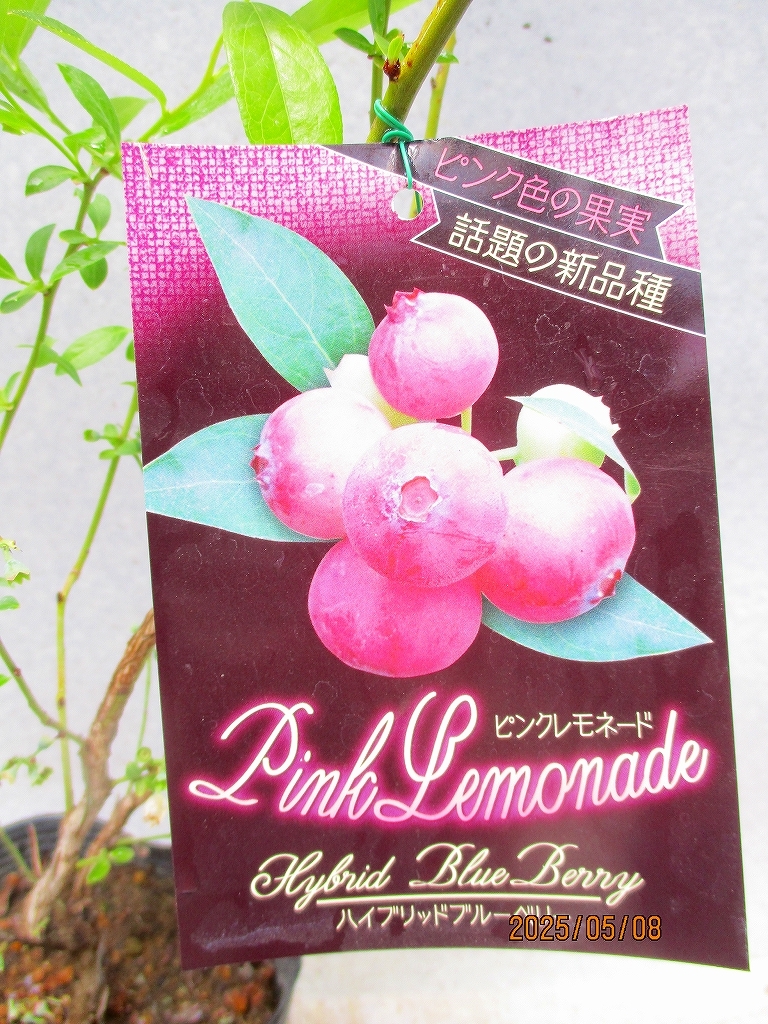 ピンク色の果実
話題の新品種
ピンクレモネード
Pink Lemonade
Hybrid BlueBerry
ハイブリッドブルーベリー
2025/05/08